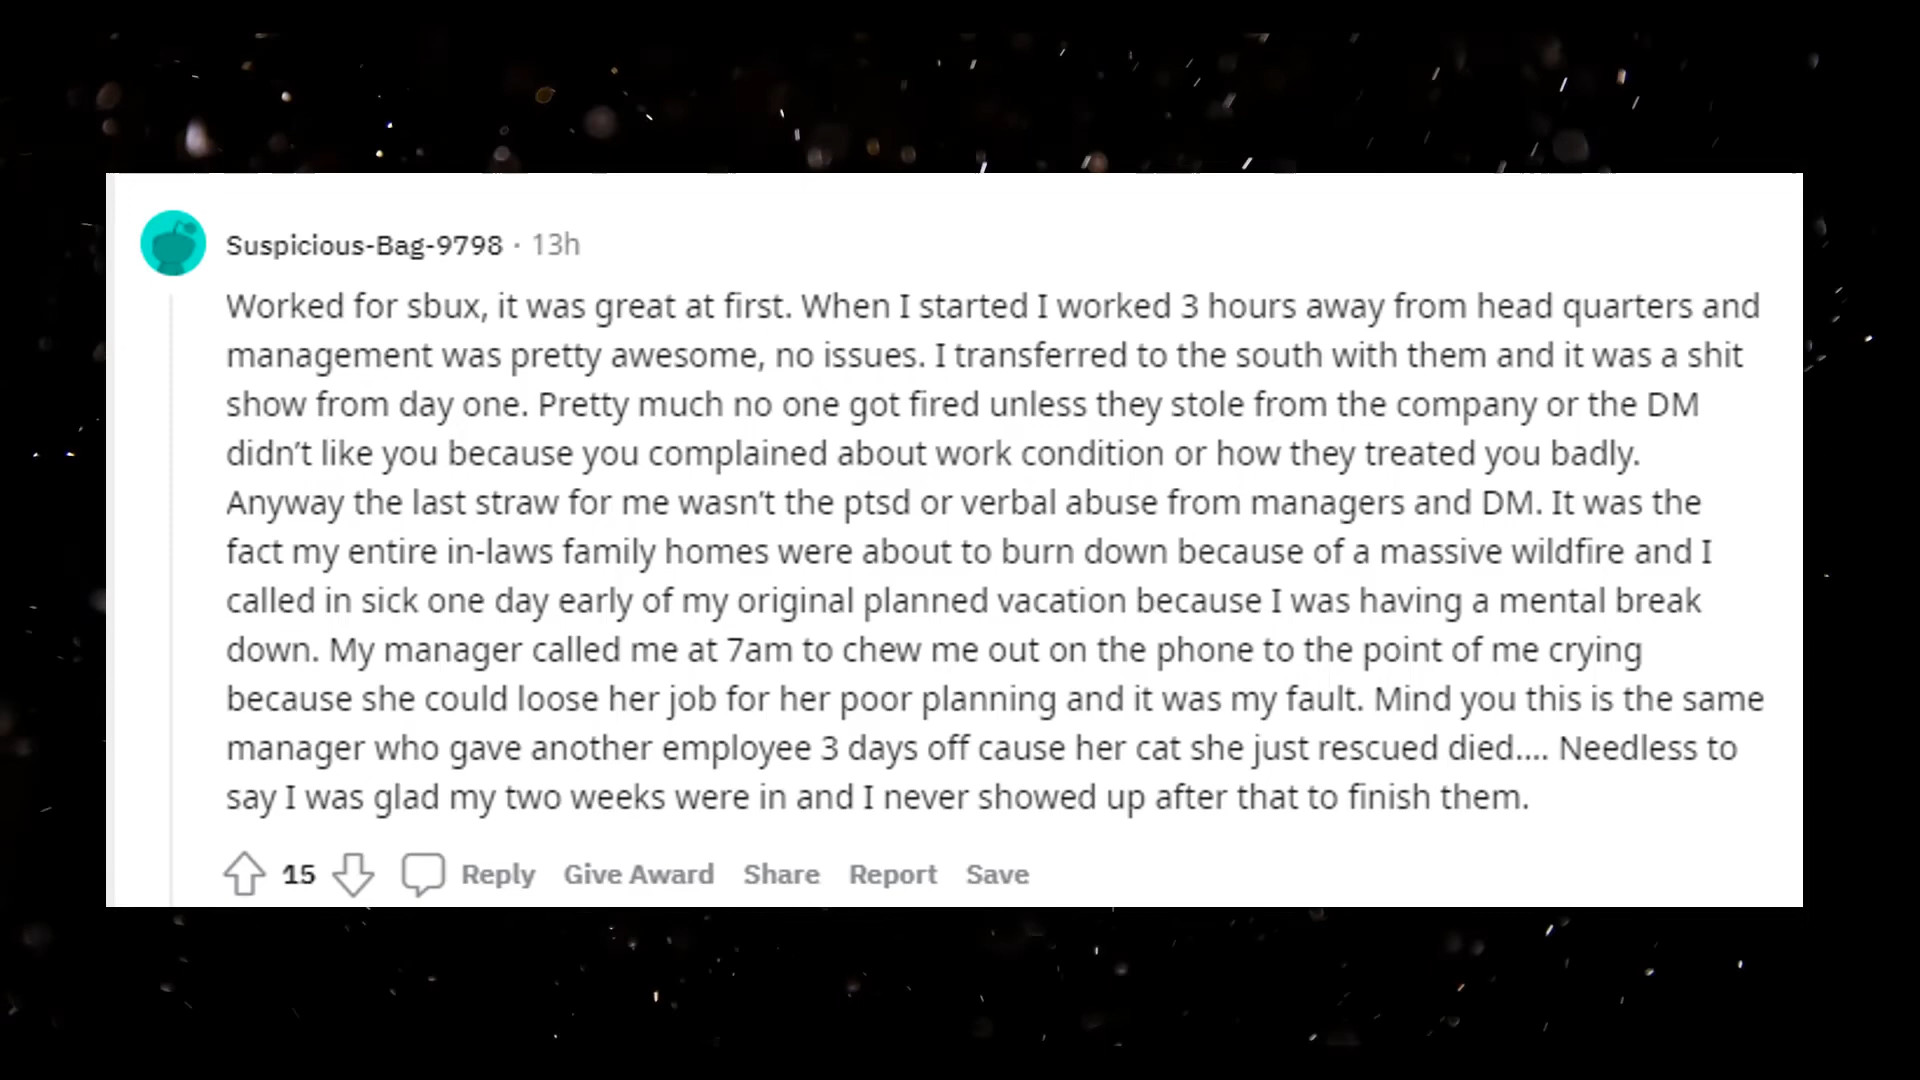 Suspicious-Bag-9798 · 13h
Worked for sbux, it was great at first. When I started I worked 3 hours away from head quarters and
management was pretty awesome, no issues. I transferred to the south with them and it was a shit
show from day one. Pretty much no one got fired unless they stole from the company or the DM
didn’t like you because you complained about work condition or how they treated you badly.
Anyway the last straw for me wasn’t the ptsd or verbal abuse from managers and DM. It was the
fact my entire in-laws family homes were about to burn down because of a massive wildfire and I
called in sick one day early of my original planned vacation because I was having a mental break
down. My manager called me at 7am to chew me out on the phone to the point of me crying
because she could loose her job for her poor planning and it was my fault. Mind you this is the same
manager who gave another employee 3 days off cause her cat she just rescued died.... Needless to
say I was glad my two weeks were in and I never showed up after that to finish them.
15 Reply Give Award Share Report Save